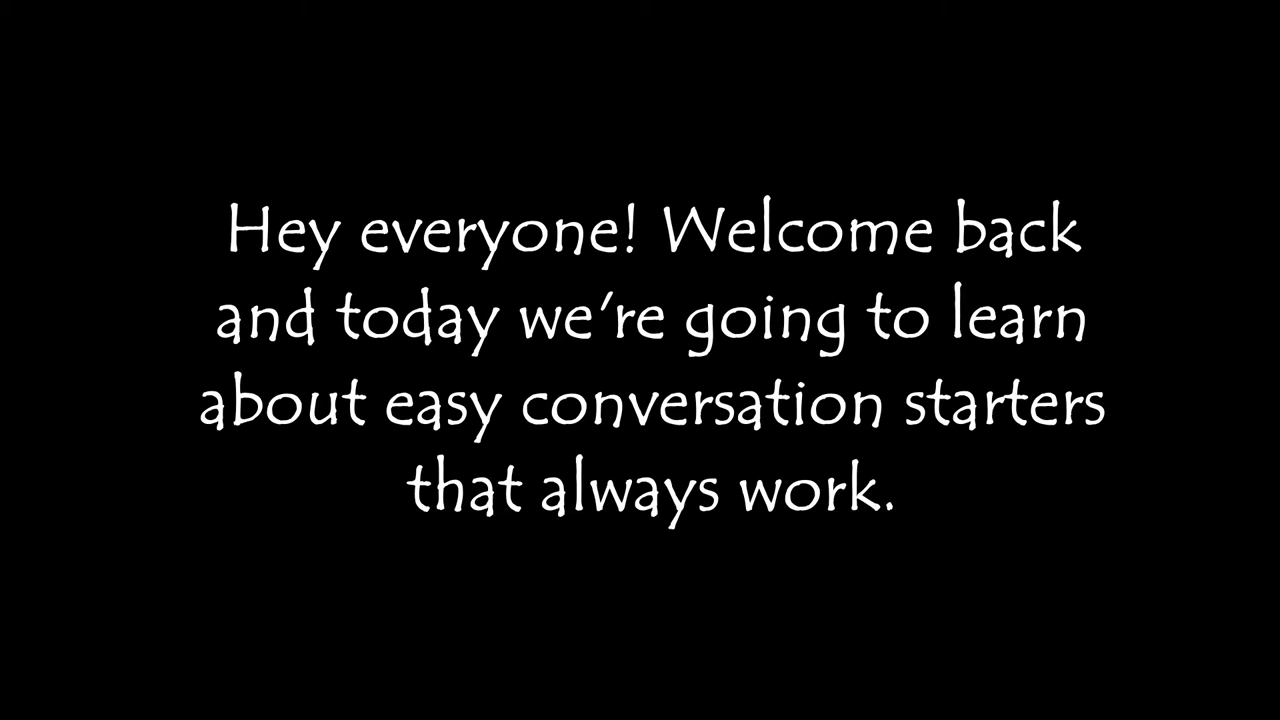 Hey everyone! Welcome back
and today we're going to learn
about easy conversation starters
that always work.